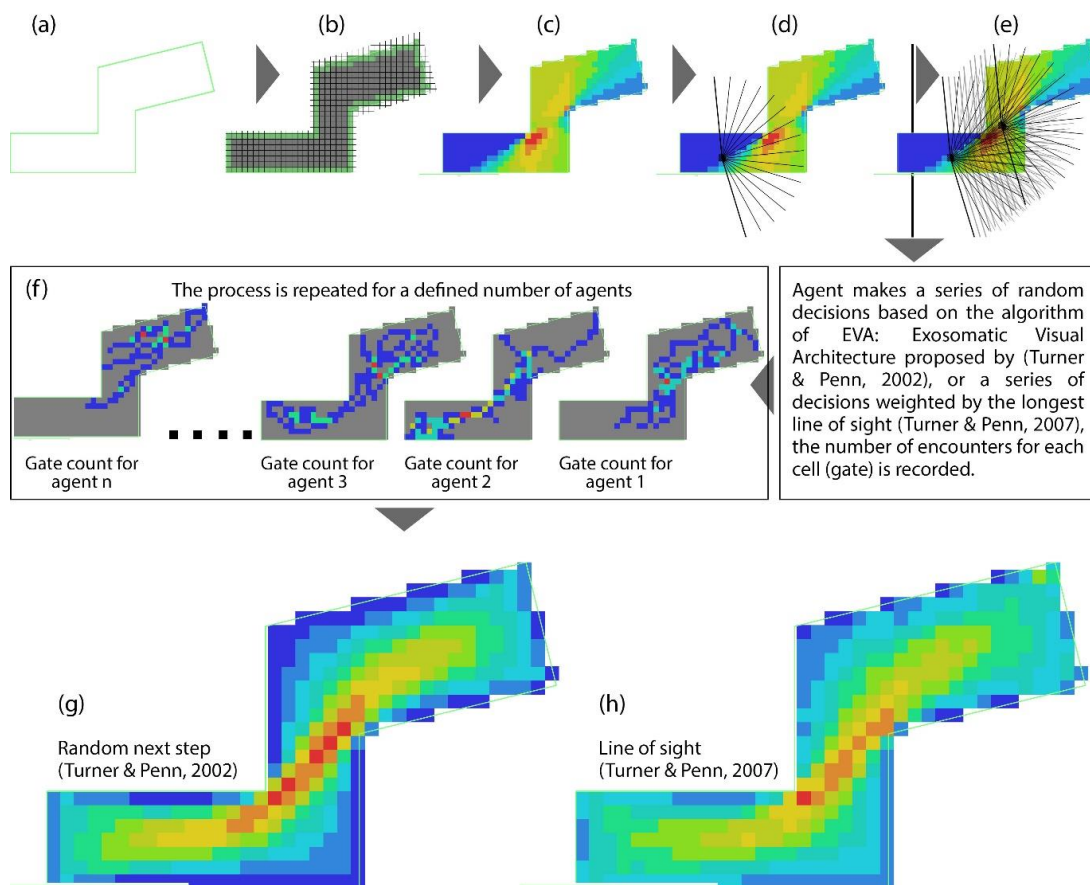 (a)
(b)
(c)
(d)
(e)
(f)
The process is repeated for a defined number of agents
Gate count for
agent n
Gate count for
agent 3
Gate count for
agent 2
Gate count for
agent 1
Agent makes a series of random
decisions based on the algorithm
of EVA: Exosomatic Visual
Architecture proposed by (Turner
& Penn, 2002), or a series of
decisions weighted by the longest
line of sight (Turner & Penn, 2007),
the number of encounters for each
cell (gate) is recorded.
(g)
Random next step
(Turner & Penn, 2002)
(h)
Line of sight
(Turner & Penn, 2007)